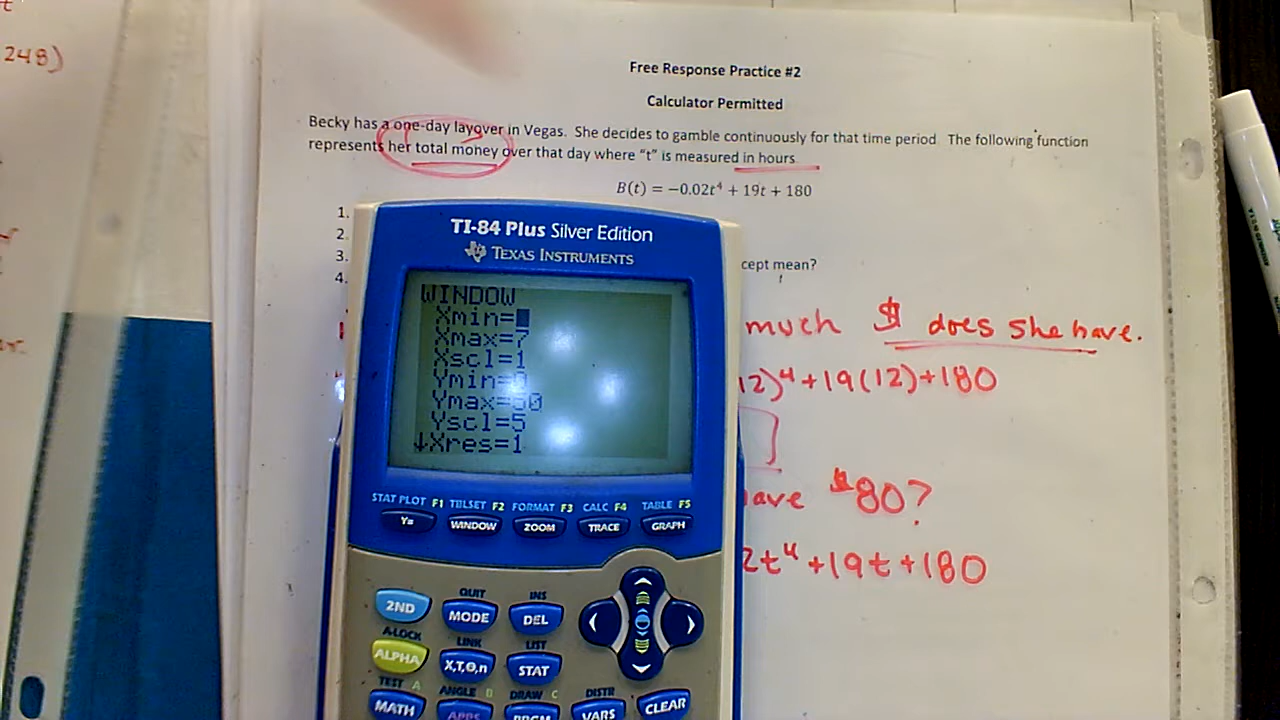 248)
Free Response Practice #2
Calculator Permitted
Becky has a one-day layover in Vegas. She decides to gamble continuously for that time period The following function
represents her total money over that day where "t" is measured in hours
B(t) = −0.02t⁴ + 19t + 180
1.
2.
3.
cept mean?
4.
much $ does she have.
12)⁴+19(12)+180
ave $80?
2t⁴+19t+180
TI-84 Plus Silver Edition
TEXAS INSTRUMENTS
WINDOW
Xmin=
Xmax=7
Xscl=1
Ymin=
Ymax=
Yscl=5
↓Xres=1
STAT PLOT F1 TBLSET F2 FORMAT F3 CALC F4 TABLE F5
Y= WINDOW ZOOM TRACE GRAPH
QUIT INS
2ND MODE DEL
A-LOCK LINK LIST
ALPHA X,T,θ,n STAT
TEST A ANGLE B DRAW C DISTR
MATH APPS PRGM VARS CLEAR